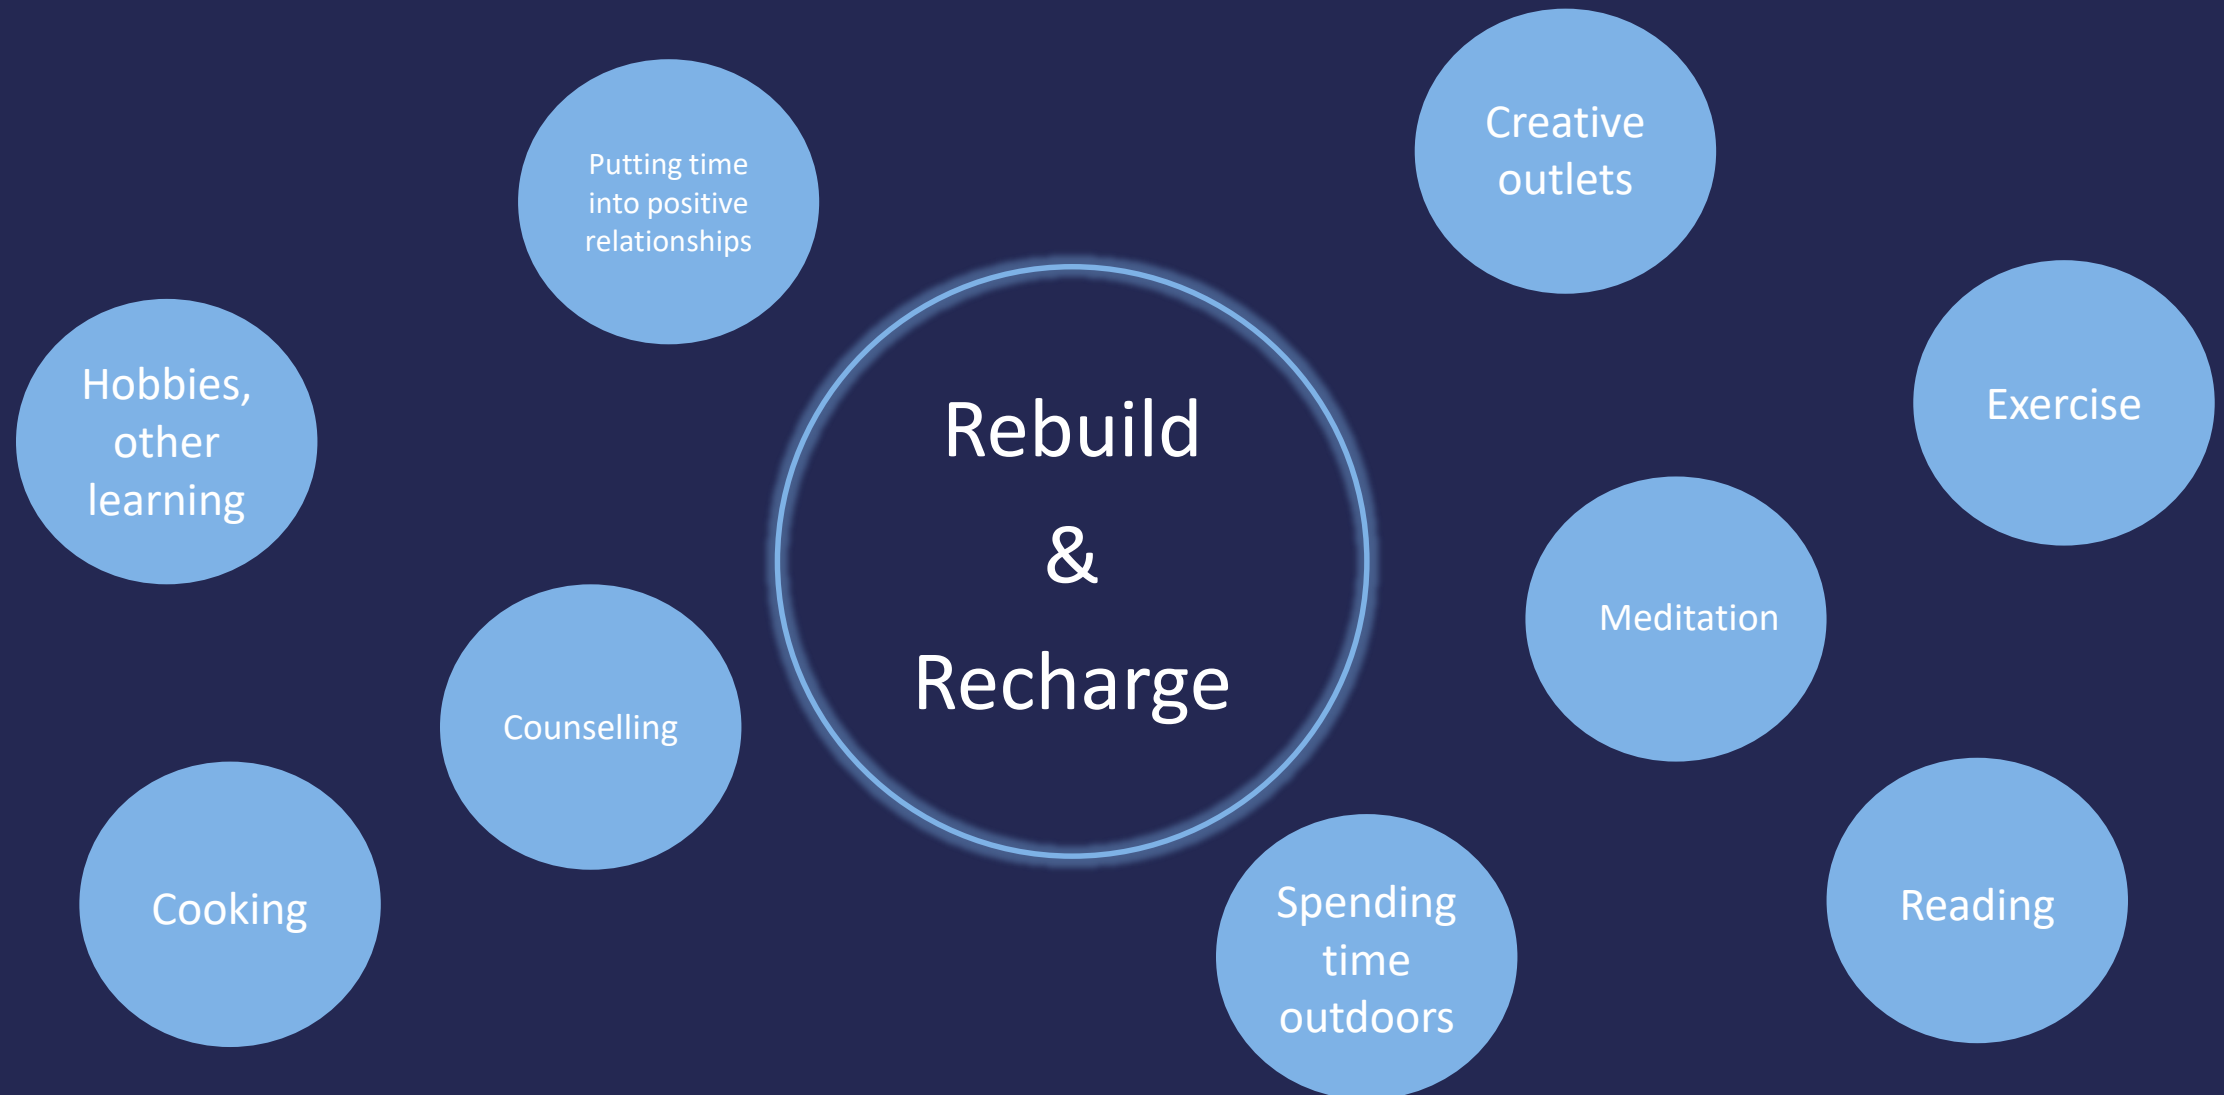 Putting time
into positive
relationships
Creative
outlets
Hobbies,
other
learning
Rebuild
&
Recharge
Exercise
Meditation
Counselling
Cooking
Spending
time
outdoors
Reading